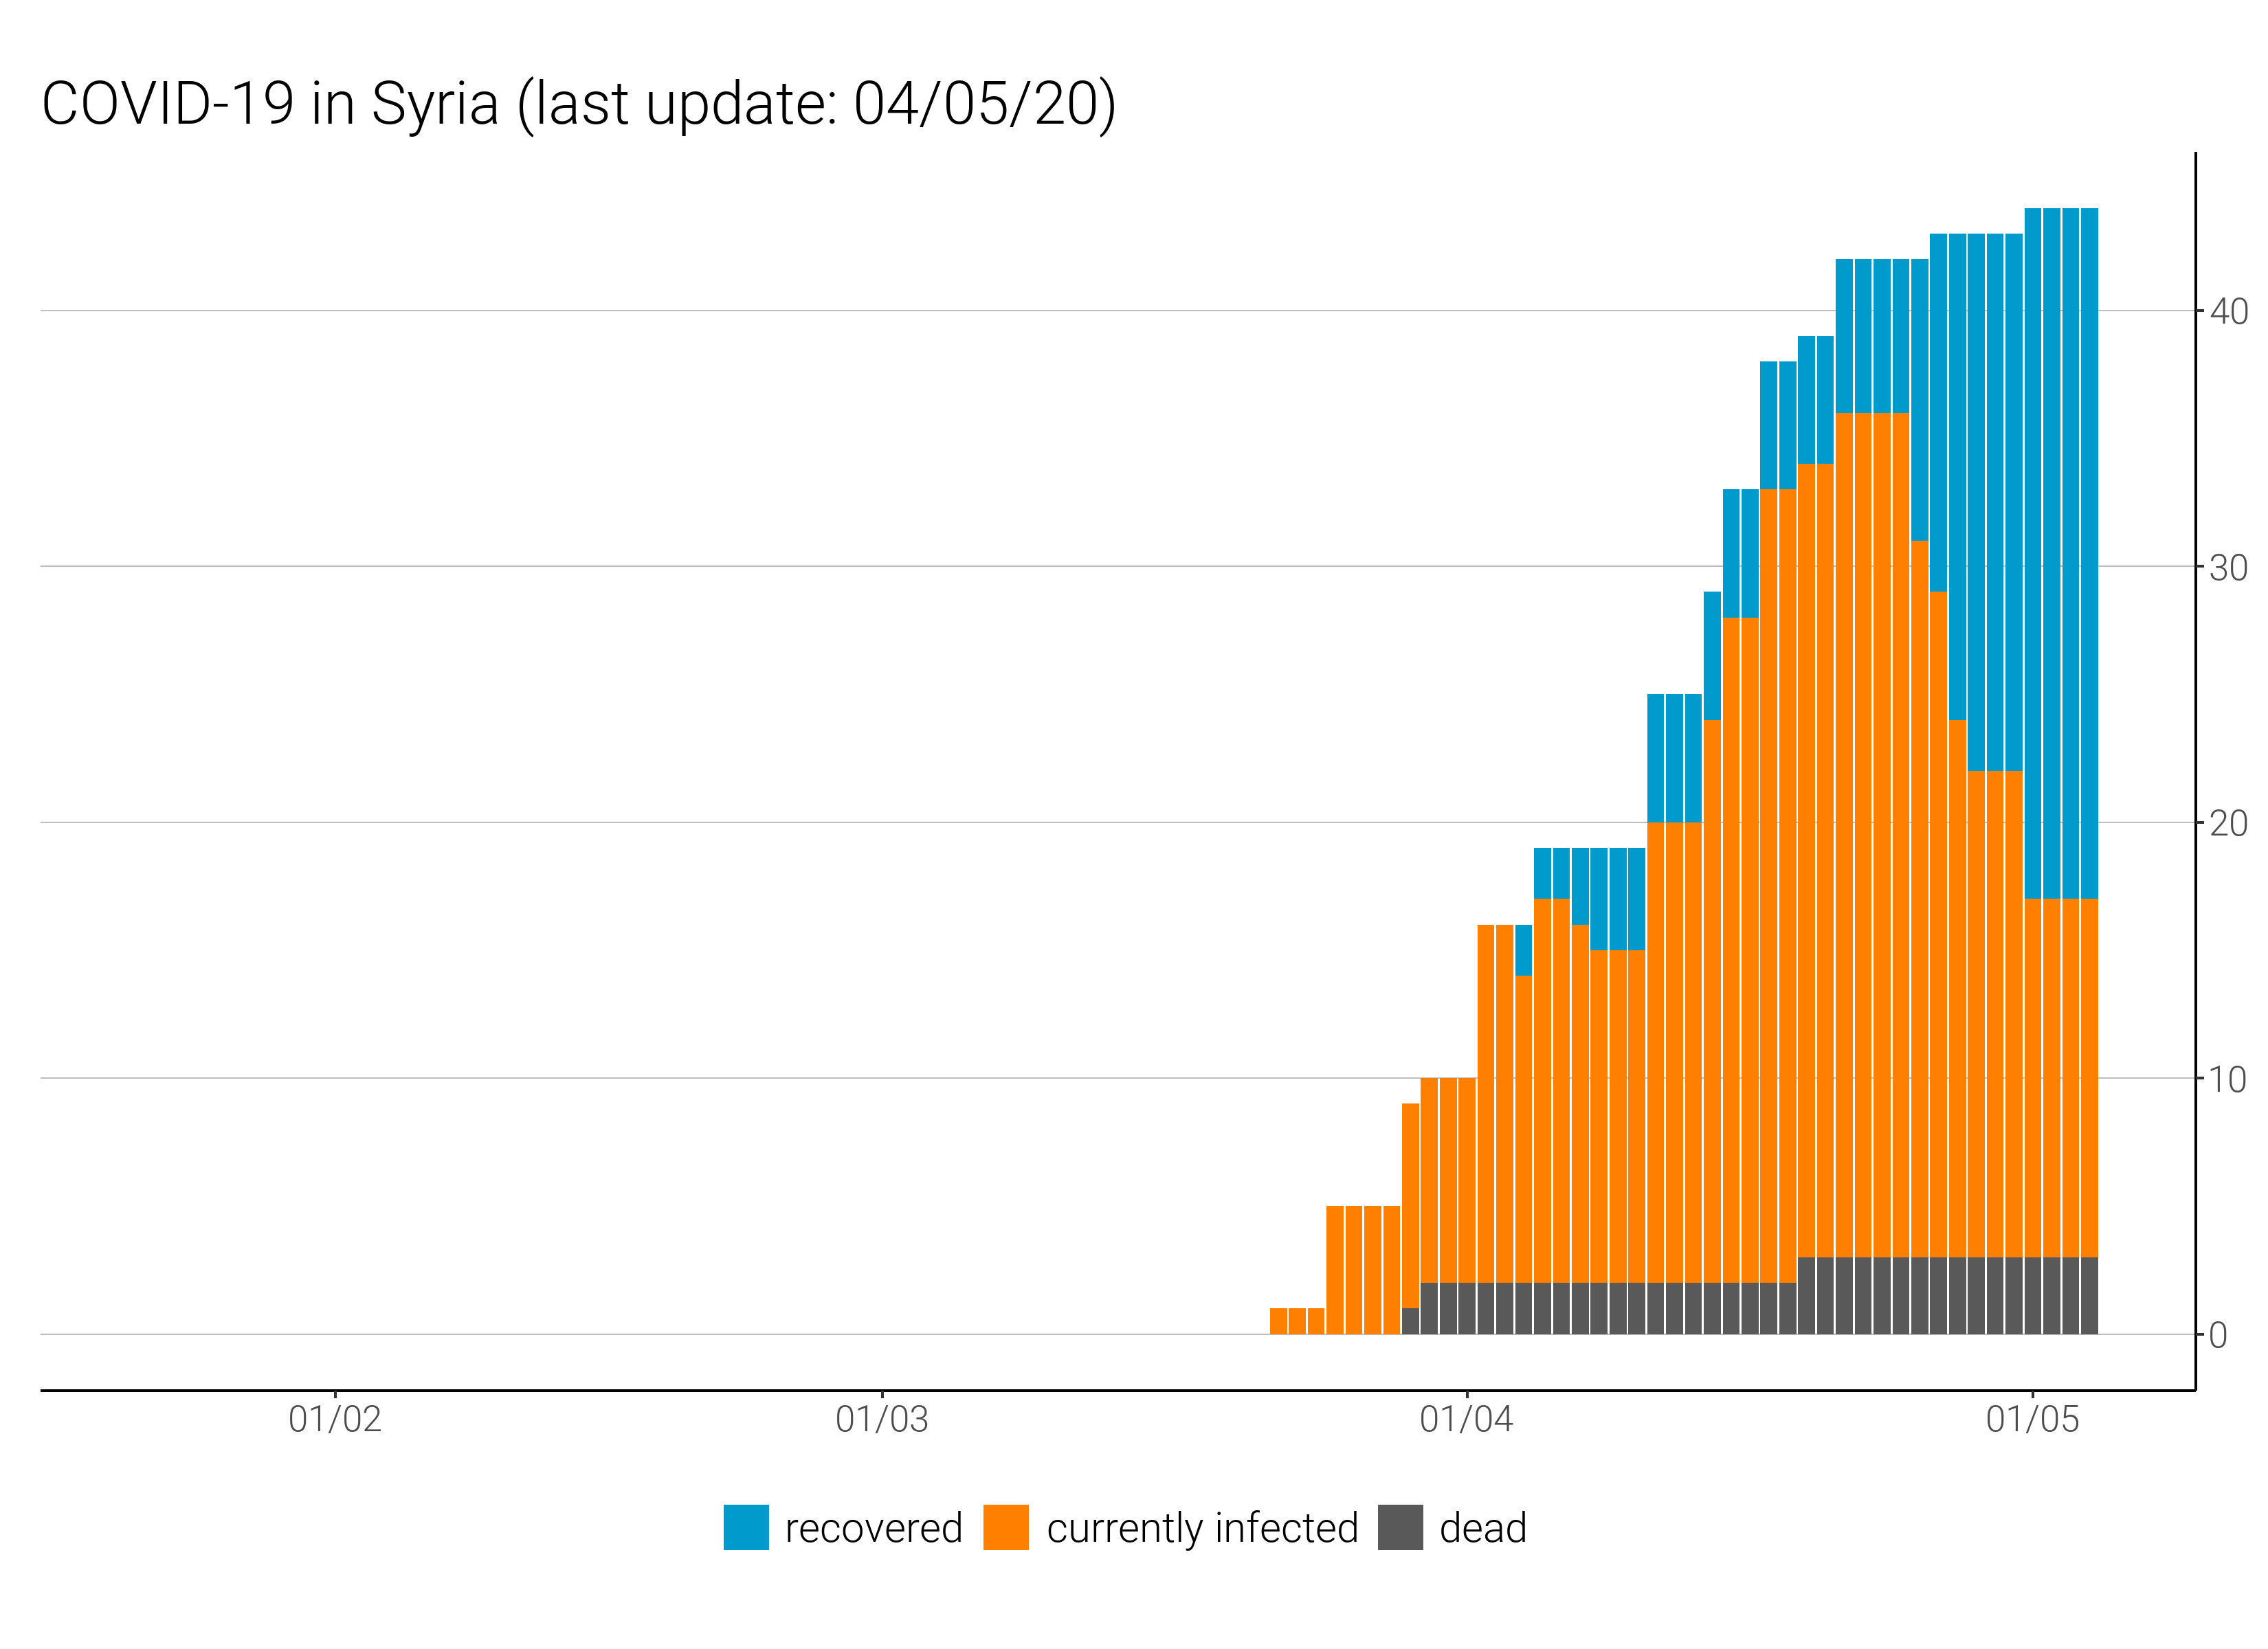 COVID-19 in Syria (last update: 04/05/20)
40
30
20
10
0
01/02 01/03 01/04 01/05
recovered currently infected dead